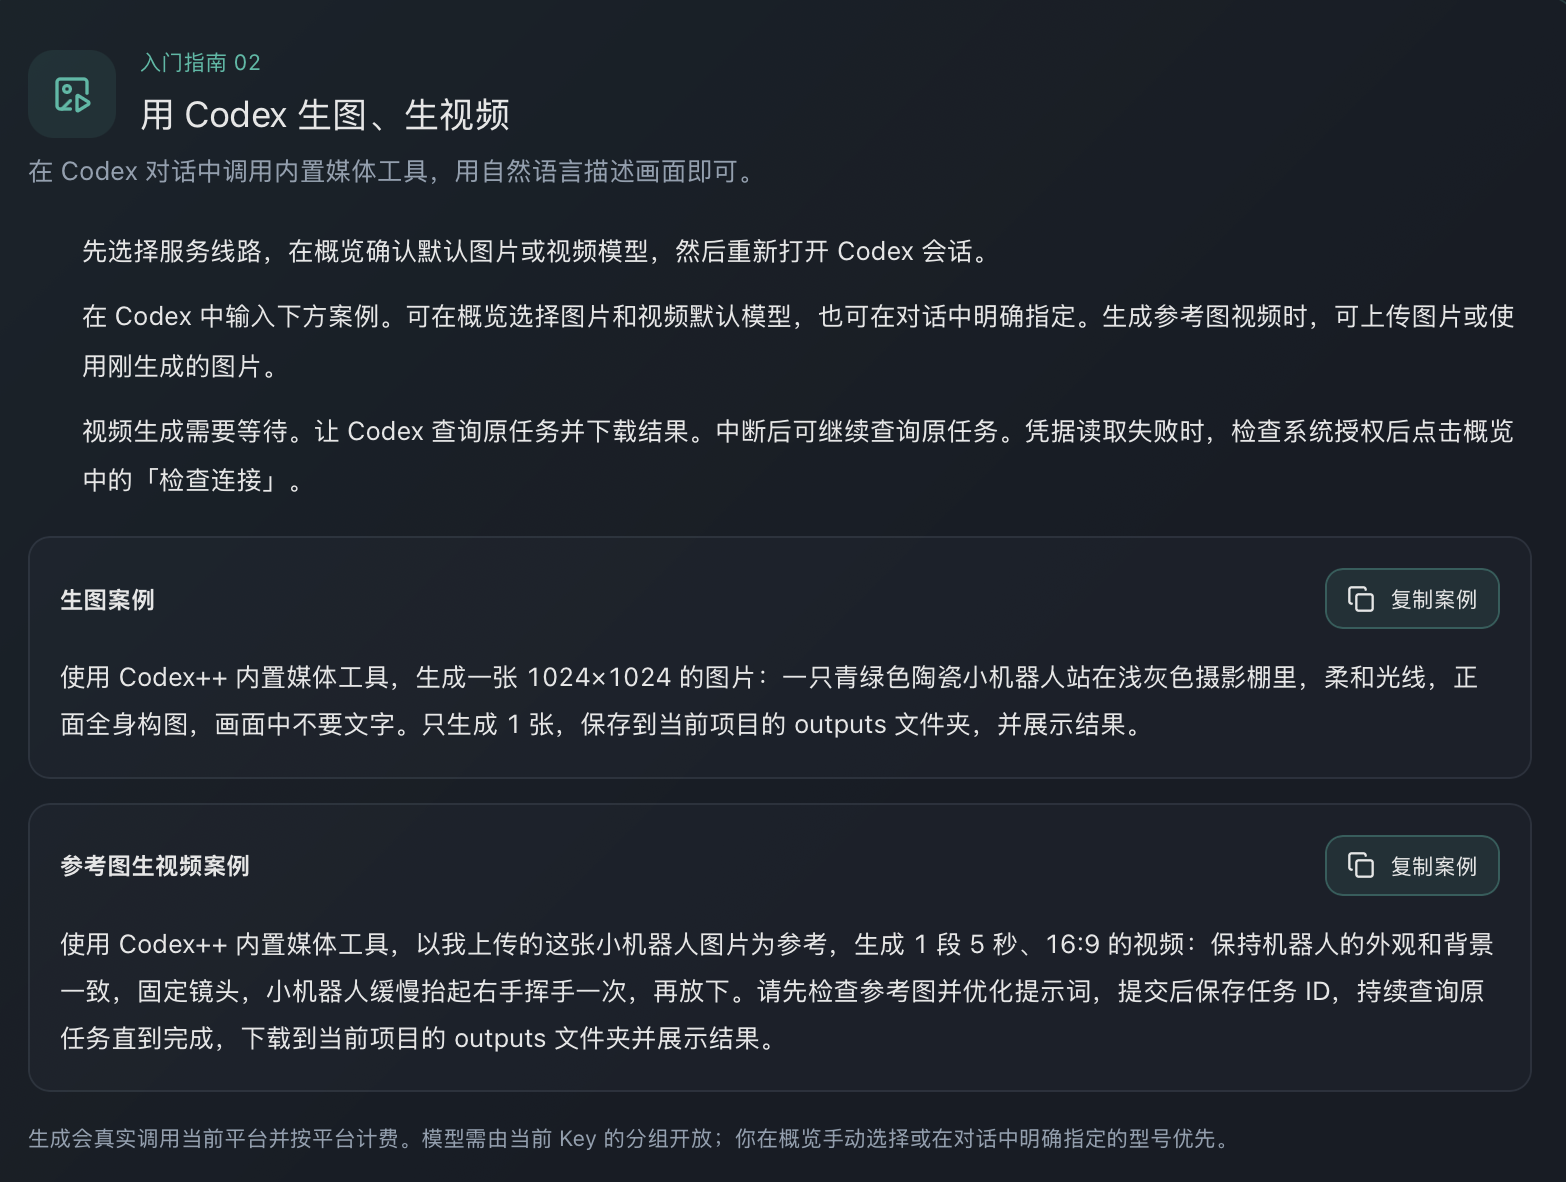 入门指南 02
用 Codex 生图、生视频
在 Codex 对话中调用内置媒体工具，用自然语言描述画面即可。
先选择服务线路，在概览确认默认图片或视频模型，然后重新打开 Codex 会话。
在 Codex 中输入下方案例。可在概览选择图片和视频默认模型，也可在对话中明确指定。生成参考图视频时，可上传图片或使
用刚生成的图片。
视频生成需要等待。让 Codex 查询原任务并下载结果。中断后可继续查询原任务。凭据读取失败时，检查系统授权后点击概览
中的「检查连接」。
生图案例
复制案例
使用 Codex++ 内置媒体工具，生成一张 1024×1024 的图片：一只青绿色陶瓷小机器人站在浅灰色摄影棚里，柔和光线，正
面全身构图，画面中不要文字。只生成 1 张，保存到当前项目的 outputs 文件夹，并展示结果。
参考图生视频案例
复制案例
使用 Codex++ 内置媒体工具，以我上传的这张小机器人图片为参考，生成 1 段 5 秒、16:9 的视频：保持机器人的外观和背景
一致，固定镜头，小机器人缓慢抬起右手挥手一次，再放下。请先检查参考图并优化提示词，提交后保存任务 ID，持续查询原
任务直到完成，下载到当前项目的 outputs 文件夹并展示结果。
生成会真实调用当前平台并按平台计费。模型需由当前 Key 的分组开放；你在概览手动选择或在对话中明确指定的型号优先。